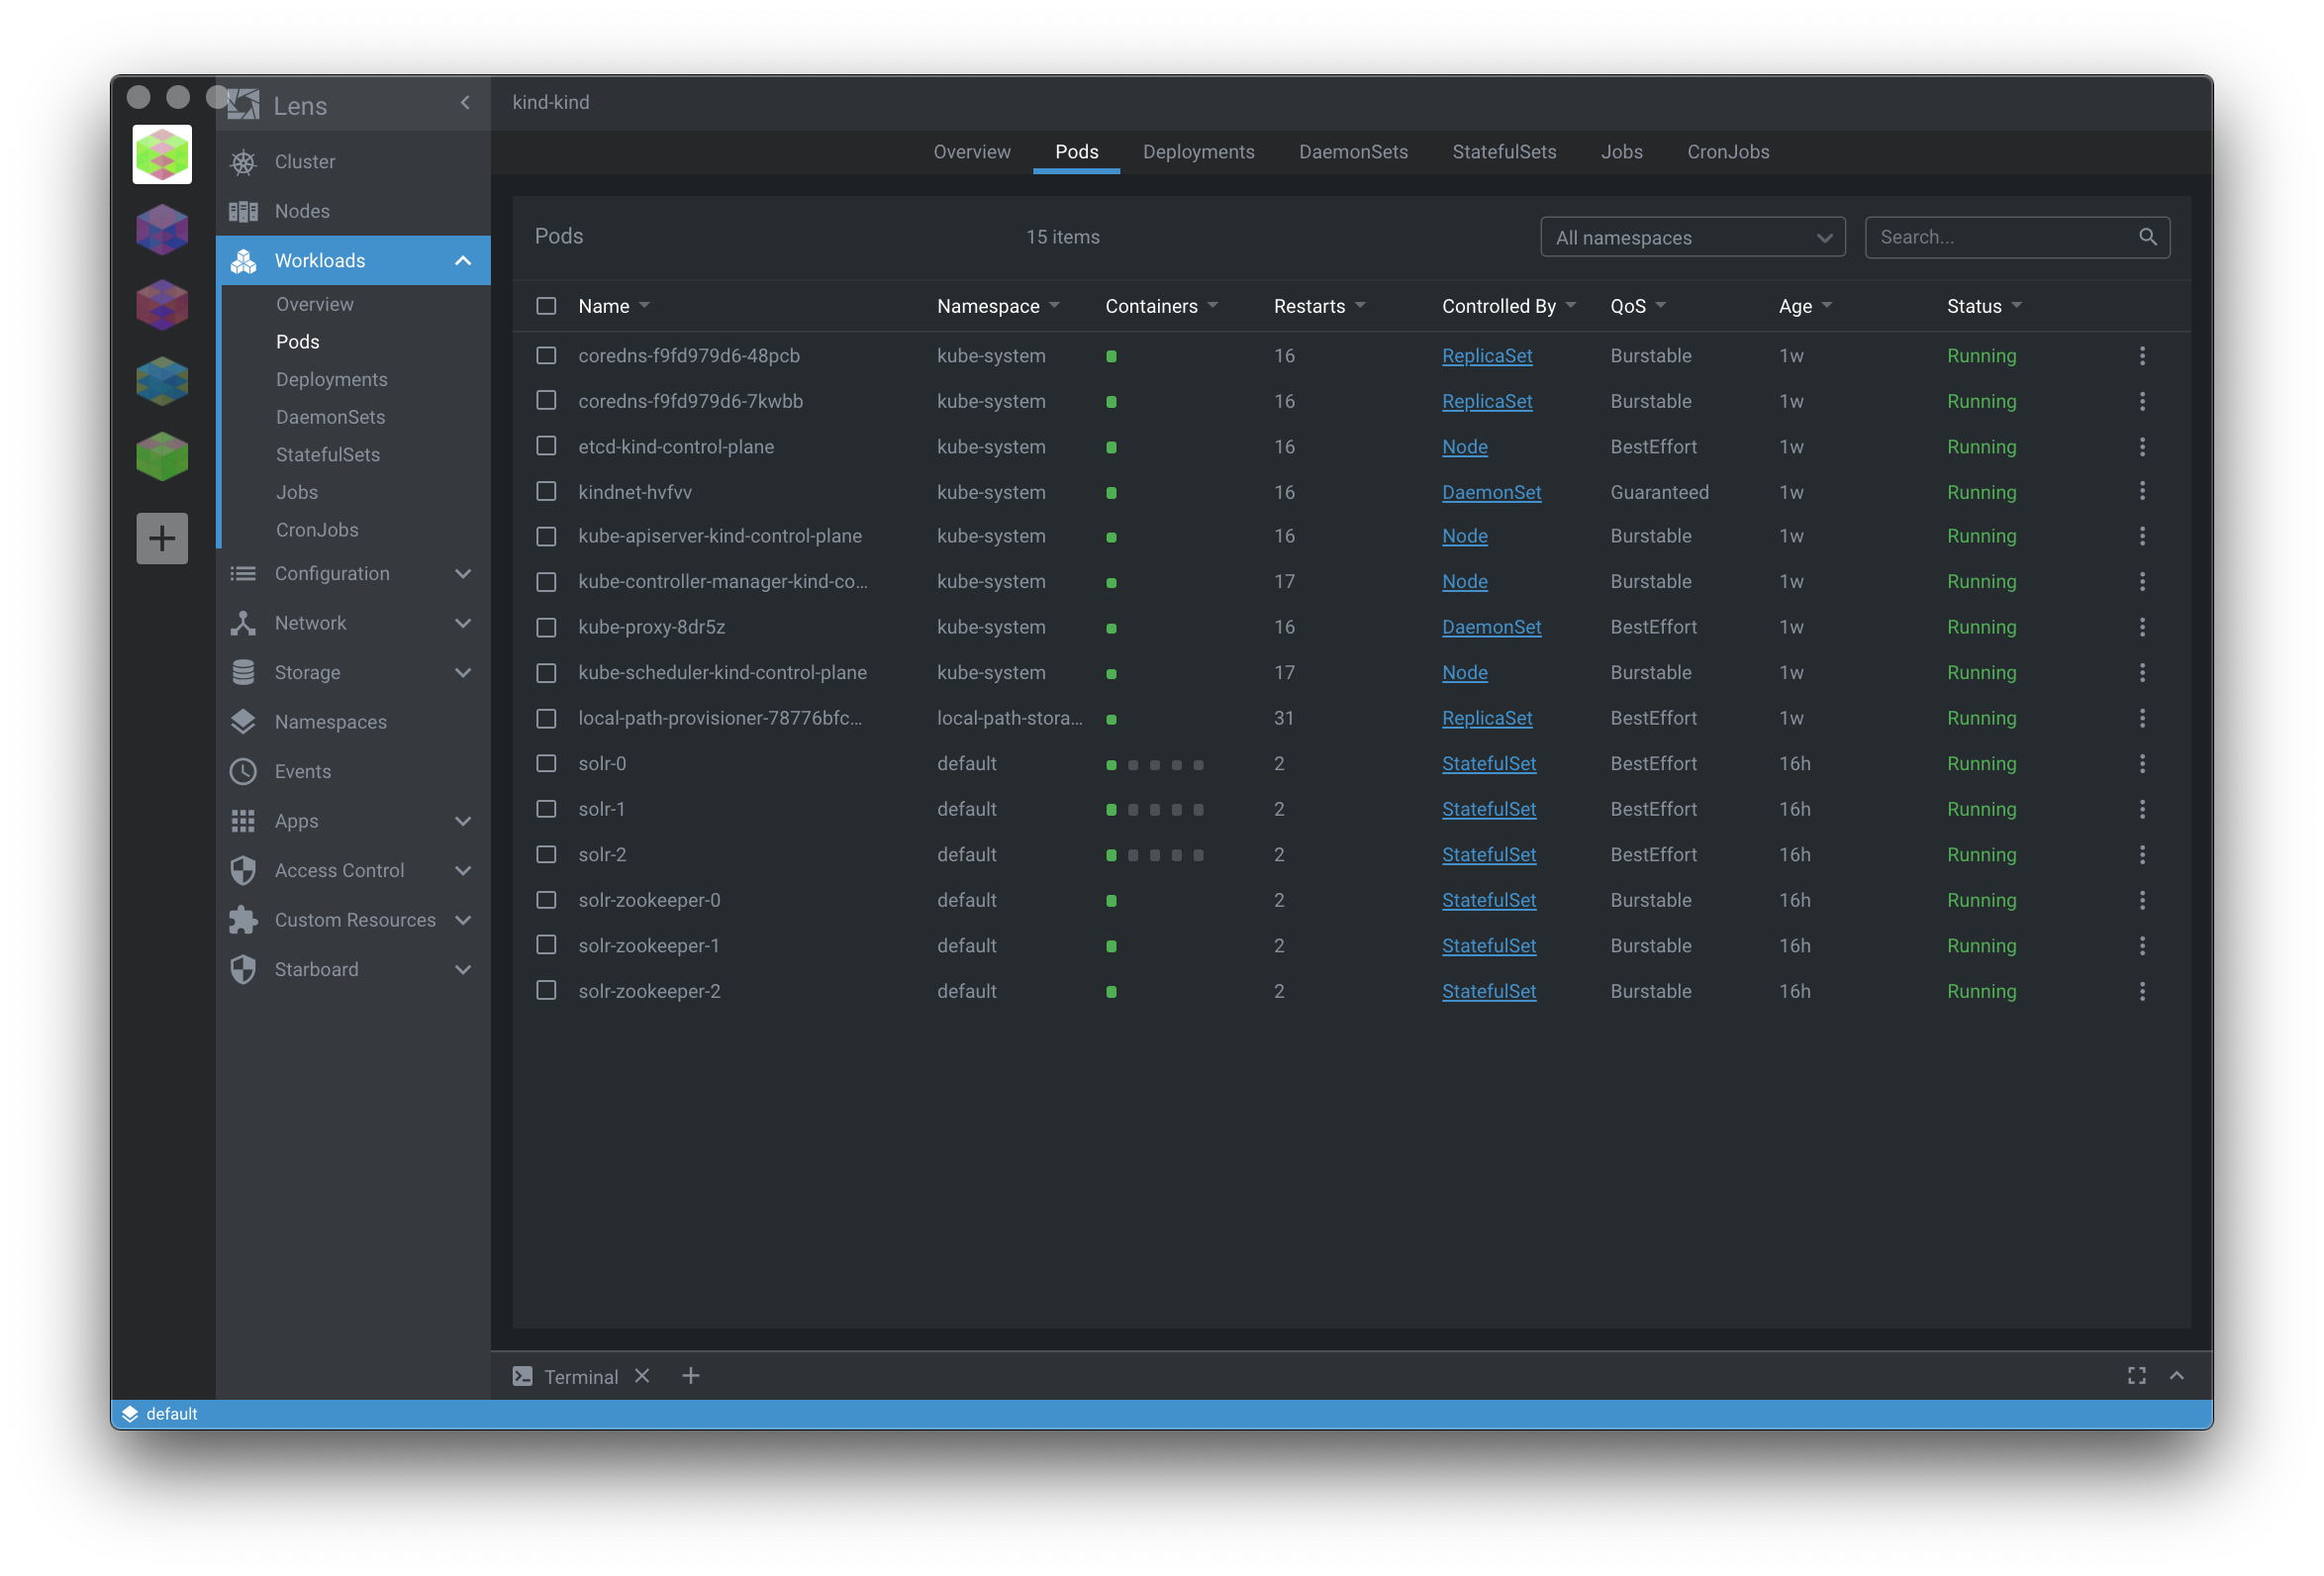 Lens
kind-kind
Cluster
Nodes
Workloads
Overview
Pods
Deployments
DaemonSets
StatefulSets
Jobs
CronJobs
Configuration
Network
Storage
Namespaces
Events
Apps
Access Control
Custom Resources
Starboard
Overview Pods Deployments DaemonSets StatefulSets Jobs CronJobs
Pods 15 items All namespaces Search...
Name Namespace Containers Restarts Controlled By QoS Age Status
coredns-f9fd979d6-48pcb kube-system 16 ReplicaSet Burstable 1w Running
coredns-f9fd979d6-7kwbb kube-system 16 ReplicaSet Burstable 1w Running
etcd-kind-control-plane kube-system 16 Node BestEffort 1w Running
kindnet-hvfvv kube-system 16 DaemonSet Guaranteed 1w Running
kube-apiserver-kind-control-plane kube-system 16 Node Burstable 1w Running
kube-controller-manager-kind-co... kube-system 17 Node Burstable 1w Running
kube-proxy-8dr5z kube-system 16 DaemonSet BestEffort 1w Running
kube-scheduler-kind-control-plane kube-system 17 Node Burstable 1w Running
local-path-provisioner-78776bfc... local-path-stora... 31 ReplicaSet BestEffort 1w Running
solr-0 default 2 StatefulSet BestEffort 16h Running
solr-1 default 2 StatefulSet BestEffort 16h Running
solr-2 default 2 StatefulSet BestEffort 16h Running
solr-zookeeper-0 default 2 StatefulSet Burstable 16h Running
solr-zookeeper-1 default 2 StatefulSet Burstable 16h Running
solr-zookeeper-2 default 2 StatefulSet Burstable 16h Running
Terminal
default